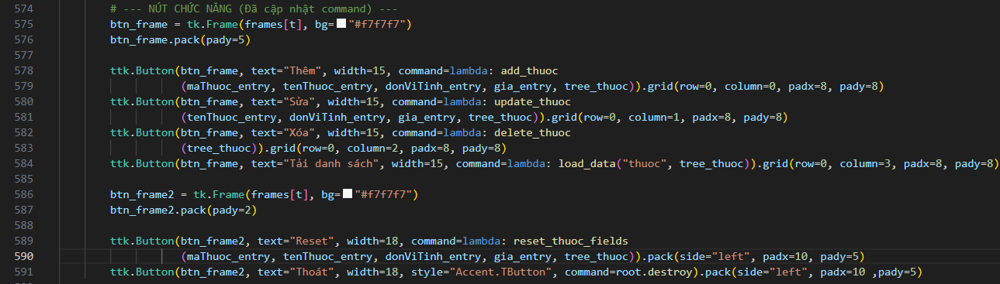 574 # --- NÚT CHỨC NĂNG (Đã cập nhật command) ---
575 btn_frame = tk.Frame(frames[t], bg="#f7f7f7")
576 btn_frame.pack(pady=5)
577
578 ttk.Button(btn_frame, text="Thêm", width=15, command=lambda: add_thuoc
579 (maThuoc_entry, tenThuoc_entry, donViTinh_entry, gia_entry, tree_thuoc)).grid(row=0, column=0, padx=8, pady=8)
580 ttk.Button(btn_frame, text="Sửa", width=15, command=lambda: update_thuoc
581 (tenThuoc_entry, donViTinh_entry, gia_entry, tree_thuoc)).grid(row=0, column=1, padx=8, pady=8)
582 ttk.Button(btn_frame, text="Xóa", width=15, command=lambda: delete_thuoc
583 (tree_thuoc)).grid(row=0, column=2, padx=8, pady=8)
584 ttk.Button(btn_frame, text="Tải danh sách", width=15, command=lambda: load_data("thuoc", tree_thuoc)).grid(row=0, column=3, padx=8, pady=8)
585
586 btn_frame2 = tk.Frame(frames[t], bg="#f7f7f7")
587 btn_frame2.pack(pady=2)
588
589 ttk.Button(btn_frame2, text="Reset", width=18, command=lambda: reset_thuoc_fields
590 (maThuoc_entry, tenThuoc_entry, donViTinh_entry, gia_entry, tree_thuoc)).pack(side="left", padx=10, pady=5)
591 ttk.Button(btn_frame2, text="Thoát", width=18, style="Accent.TButton", command=root.destroy).pack(side="left", padx=10 ,pady=5)